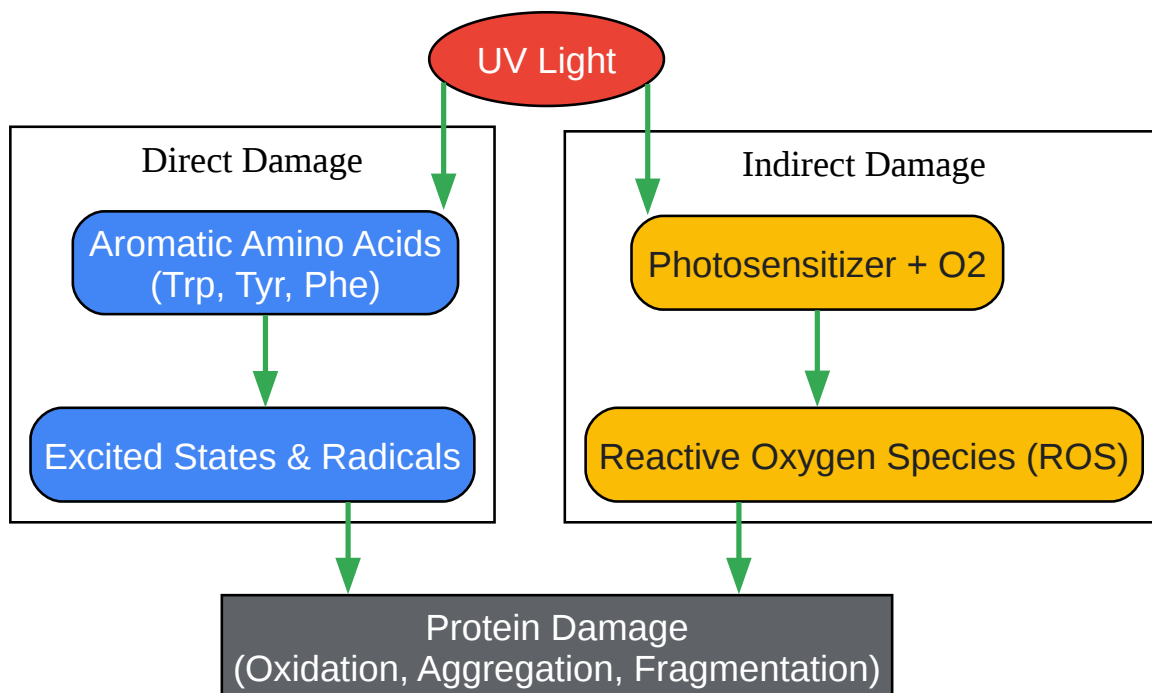 UV Light
Direct Damage
Aromatic Amino Acids
(Trp, Tyr, Phe)
Excited States & Radicals
Indirect Damage
Photosensitizer + O2
Reactive Oxygen Species (ROS)
Protein Damage
(Oxidation, Aggregation, Fragmentation)